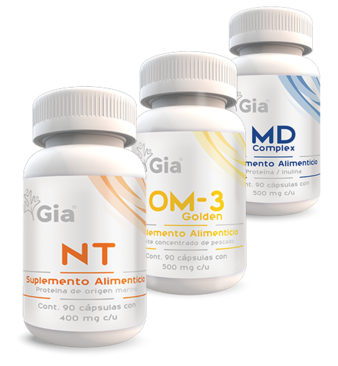 Gia
NT
Suplemento Alimenticio
Proteína de origen marino
Cont. 90 cápsulas con
400 mg c/u
Gia
OM-3
Golden
plemento Alimenticio
concentrado de pescado
Cont. 90 cápsulas con
500 mg c/u
Gia
MD
Complex
mento Alimenticio
Proteína / Inulina
Cont. 90 cápsulas con
500 mg c/u